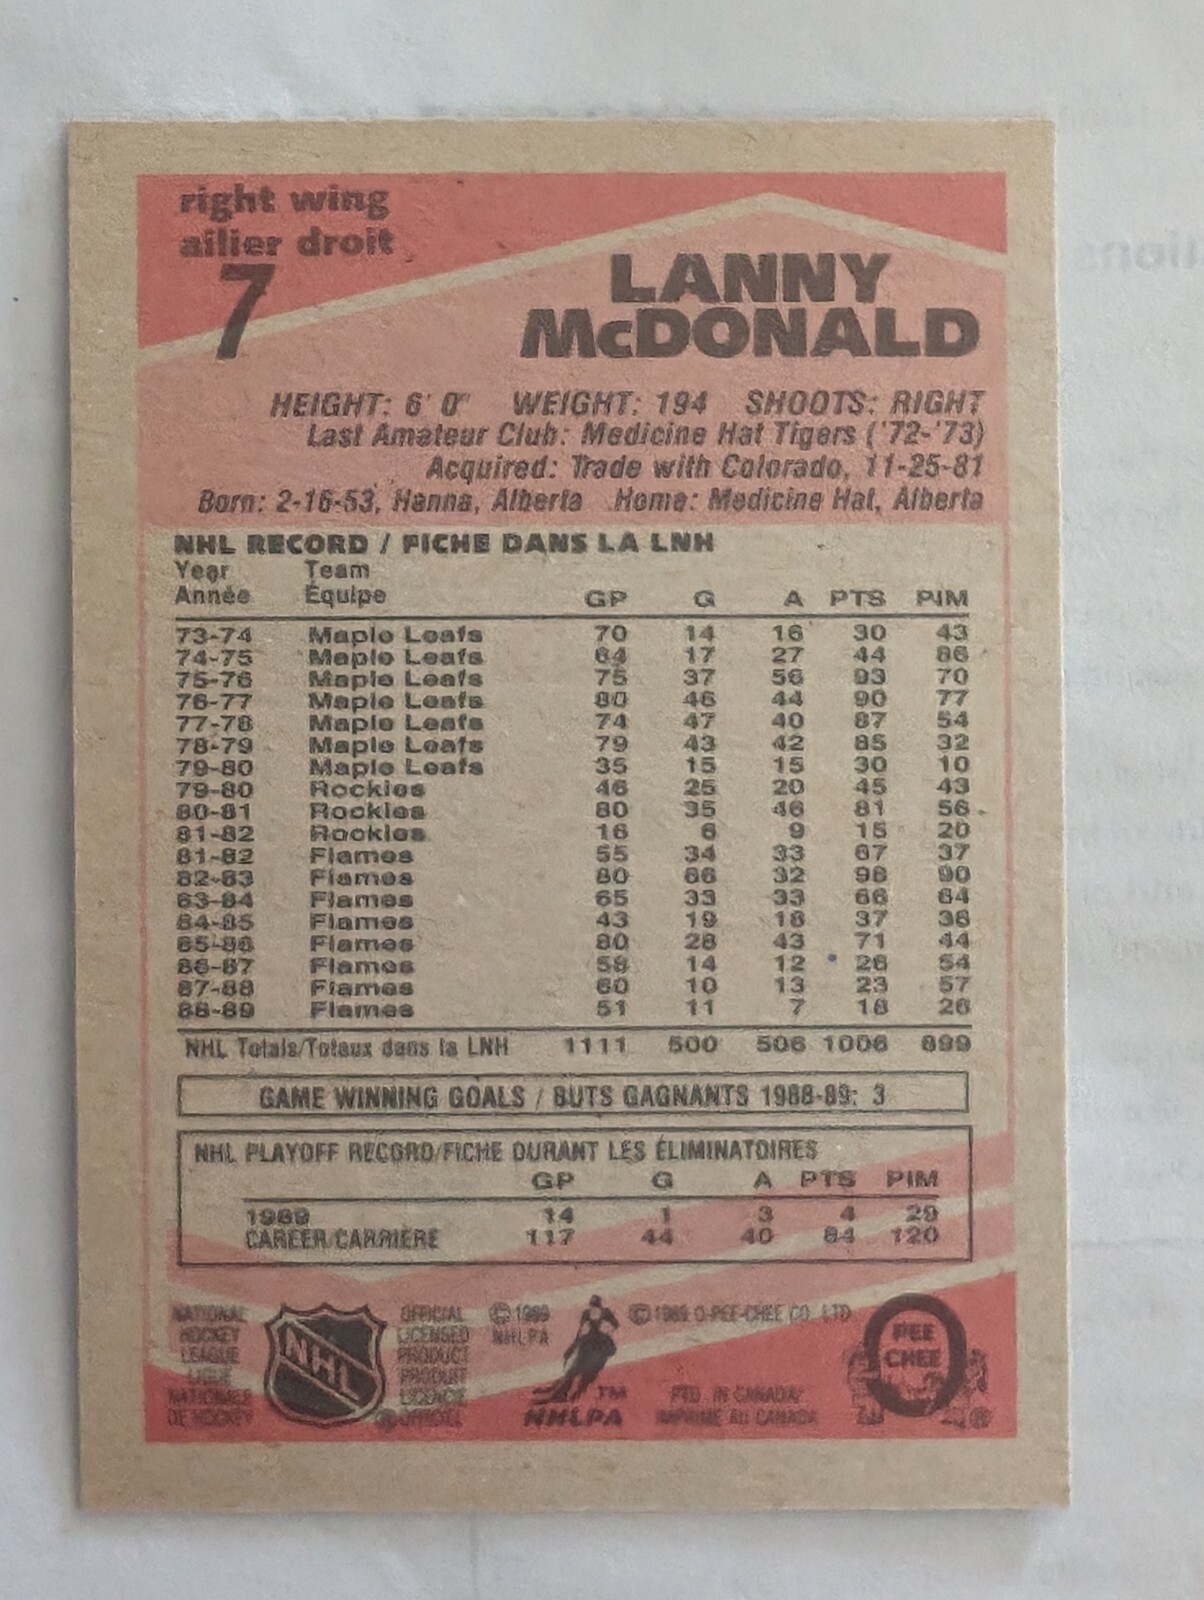 right wing
ailier droit
7
LANNY
McDONALD
HEIGHT: 6' 0" WEIGHT: 194 SHOOTS: RIGHT
Last Amateur Club: Medicine Hat Tigers ('72-'73)
Acquired: Trade with Colorado, 11-25-81
Born: 2-16-53, Hanna, Alberta Home: Medicine Hat, Alberta
NHL RECORD / FICHE DANS LA LNH
Year Team
Année Équipe GP G A PTS PIM
73-74 Maple Leafs 70 14 16 30 43
74-75 Maple Leafs 64 17 27 44 86
75-76 Maple Leafs 75 37 56 93 70
76-77 Maple Leafs 80 46 44 90 77
77-78 Maple Leafs 74 47 40 87 54
78-79 Maple Leafs 79 43 42 85 32
79-80 Maple Leafs 35 15 15 30 10
79-80 Rockies 46 25 20 45 43
80-81 Rockies 80 35 46 81 56
81-82 Rockies 16 6 9 15 20
81-82 Flames 55 34 33 67 37
82-83 Flames 80 66 32 98 90
83-84 Flames 65 33 33 66 64
84-85 Flames 43 19 18 37 36
85-86 Flames 80 28 43 71 44
86-87 Flames 58 14 12 26 54
87-88 Flames 60 10 13 23 57
88-89 Flames 51 11 7 18 26
NHL Totals/Totaux dans la LNH 1111 500 506 1006 899
GAME WINNING GOALS / BUTS GAGNANTS 1988-89: 3
NHL PLAYOFF RECORD/FICHE DURANT LES ÉLIMINATOIRES
GP G A PTS PIM
1989 14 1 3 4 29
CAREER/CARRIÈRE 117 44 40 84 120
NATIONAL
HOCKEY
LEAGUE
LIGUE
NATIONALE
DE HOCKEY
NHL
OFFICIAL
LICENSED
PRODUCT
PRODUIT
LICENCIÉ
OFFICIEL
© 1989
NHLPA
TM
NHLPA
© 1989 O-PEE-CHEE CO. LTD
PTD. IN CANADA/
IMPRIMÉ AU CANADA
PEE
CHEE